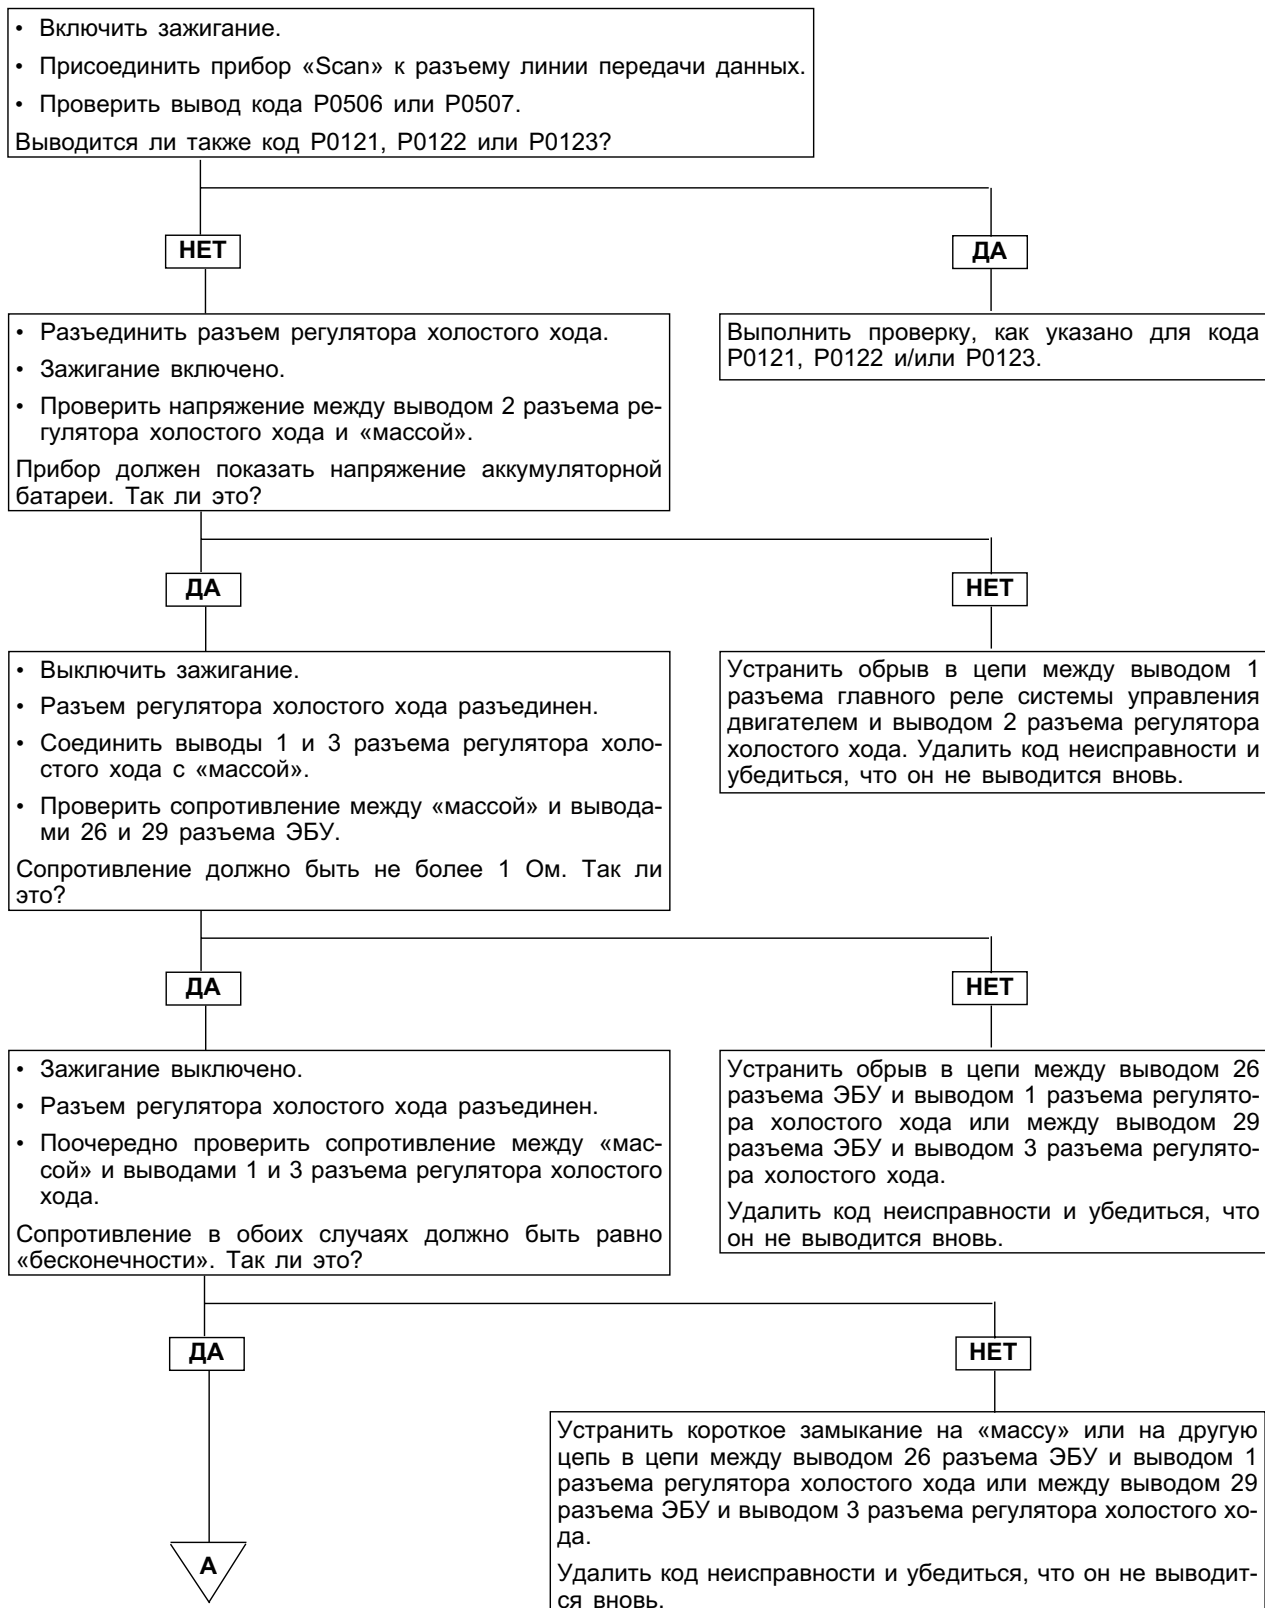 • Включить зажигание.
• Присоединить прибор «Scan» к разъему линии передачи данных.
• Проверить вывод кода P0506 или P0507.
Выводится ли также код P0121, P0122 или P0123?
НЕТ
ДА
• Разъединить разъем регулятора холостого хода.
• Зажигание включено.
• Проверить напряжение между выводом 2 разъема ре-
гулятора холостого хода и «массой».
Прибор должен показать напряжение аккумуляторной
батареи. Так ли это?
Выполнить проверку, как указано для кода
P0121, P0122 и/или P0123.
ДА
НЕТ
• Выключить зажигание.
• Разъем регулятора холостого хода разъединен.
• Соединить выводы 1 и 3 разъема регулятора холо-
стого хода с «массой».
• Проверить сопротивление между «массой» и вывода-
ми 26 и 29 разъема ЭБУ.
Сопротивление должно быть не более 1 Ом. Так ли
это?
Устранить обрыв в цепи между выводом 1
разъема главного реле системы управления
двигателем и выводом 2 разъема регулятора
холостого хода. Удалить код неисправности и
убедиться, что он не выводится вновь.
ДА
НЕТ
• Зажигание выключено.
• Разъем регулятора холостого хода разъединен.
• Поочередно проверить сопротивление между «мас-
сой» и выводами 1 и 3 разъема регулятора холостого
хода.
Сопротивление в обоих случаях должно быть равно
«бесконечности». Так ли это?
Устранить обрыв в цепи между выводом 26
разъема ЭБУ и выводом 1 разъема регулято-
ра холостого хода или между выводом 29
разъема ЭБУ и выводом 3 разъема регулято-
ра холостого хода.
Удалить код неисправности и убедиться, что
он не выводится вновь.
ДА
НЕТ
A
Устранить короткое замыкание на «массу» или на другую
цепь в цепи между выводом 26 разъема ЭБУ и выводом 1
разъема регулятора холостого хода или между выводом 29
разъема ЭБУ и выводом 3 разъема регулятора холостого хо-
да.
Удалить код неисправности и убедиться, что он не выводит-
ся вновь.